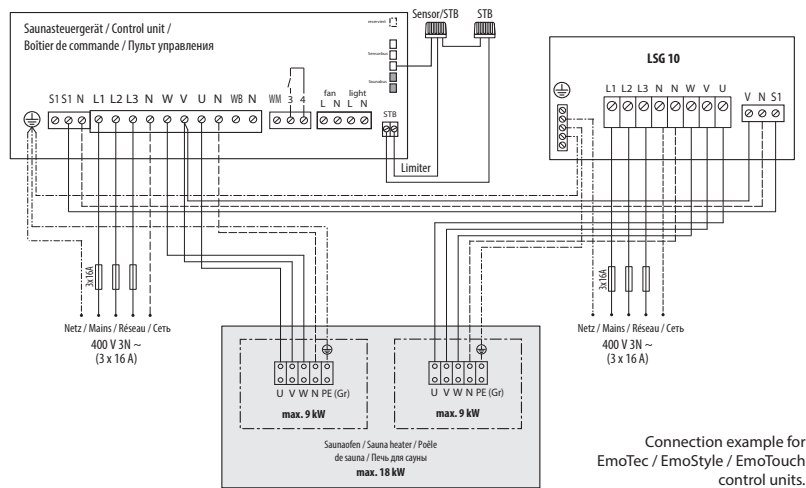 Saunasteuergerät / Control unit /
Boîtier de commande / Пульт управления
reserviert
Sensorbus
Soundbus
Sensor/STB
STB
S1 S1 N L1 L2 L3 N W V U N WB N WM 3 4
fan light
L N L N
STB
Limiter
LSG 10
L1 L2 L3 N N W V U
V N S1
3x16A
Netz / Mains / Réseau / Сеть
400 V 3N ~
(3 x 16 A)
3x16A
Netz / Mains / Réseau / Сеть
400 V 3N ~
(3 x 16 A)
U V W N PE (Gr)
max. 9 kW
U V W N PE (Gr)
max. 9 kW
Saunaofen / Sauna heater / Poêle
de sauna / Печь для сауны
max. 18 kW
Connection example for
EmoTec / EmoStyle / EmoTouch
control units.